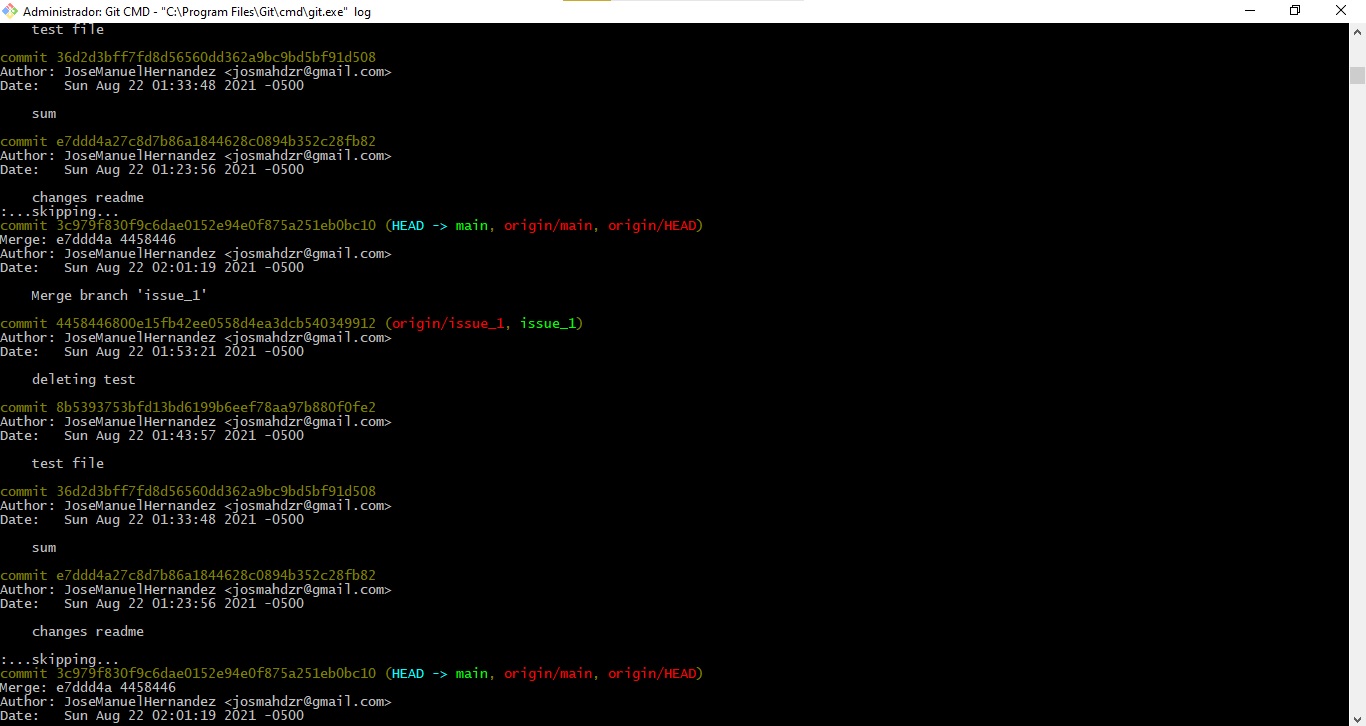 Administrador: Git CMD - "C:\Program Files\Git\cmd\git.exe" log
test file
commit 36d2d3bff7fd8d56560dd362a9bc9bd5bf91d508
Author: JoseManuelHernandez <josmahdzr@gmail.com>
Date:   Sun Aug 22 01:33:48 2021 -0500
sum
commit e7ddd4a27c8d7b86a1844628c0894b352c28fb82
Author: JoseManuelHernandez <josmahdzr@gmail.com>
Date:   Sun Aug 22 01:23:56 2021 -0500
changes readme
:...skipping...
commit 3c979f830f9c6dae0152e94e0f875a251eb0bc10 (HEAD -> main, origin/main, origin/HEAD)
Merge: e7ddd4a 4458446
Author: JoseManuelHernandez <josmahdzr@gmail.com>
Date:   Sun Aug 22 02:01:19 2021 -0500
Merge branch 'issue_1'
commit 4458446800e15fb42ee0558d4ea3dcb540349912 (origin/issue_1, issue_1)
Author: JoseManuelHernandez <josmahdzr@gmail.com>
Date:   Sun Aug 22 01:53:21 2021 -0500
deleting test
commit 8b5393753bfd13bd6199b6eef78aa97b880f0fe2
Author: JoseManuelHernandez <josmahdzr@gmail.com>
Date:   Sun Aug 22 01:43:57 2021 -0500
test file
commit 36d2d3bff7fd8d56560dd362a9bc9bd5bf91d508
Author: JoseManuelHernandez <josmahdzr@gmail.com>
Date:   Sun Aug 22 01:33:48 2021 -0500
sum
commit e7ddd4a27c8d7b86a1844628c0894b352c28fb82
Author: JoseManuelHernandez <josmahdzr@gmail.com>
Date:   Sun Aug 22 01:23:56 2021 -0500
changes readme
:...skipping...
commit 3c979f830f9c6dae0152e94e0f875a251eb0bc10 (HEAD -> main, origin/main, origin/HEAD)
Merge: e7ddd4a 4458446
Author: JoseManuelHernandez <josmahdzr@gmail.com>
Date:   Sun Aug 22 02:01:19 2021 -0500